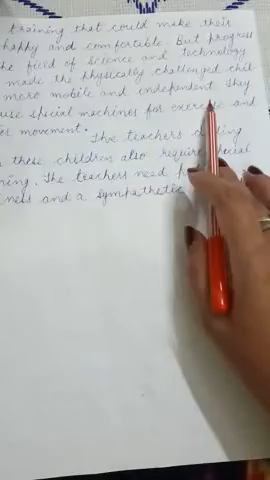 training that could make their
happy and comfortable. But progress
the field of Science and Technology
made the physically challenged chil-
more mobile and independent They
use special machines for exercise and
for movement.
The teachers
these children also require special
The teachers need
and a sympathetic